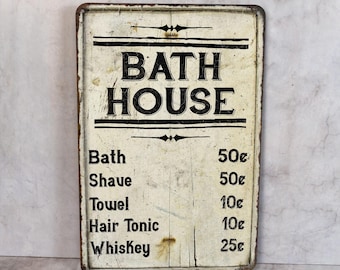 BATH
HOUSE
Bath 50¢
Shave 50¢
Towel 10¢
Hair Tonic 10¢
Whiskey 25¢